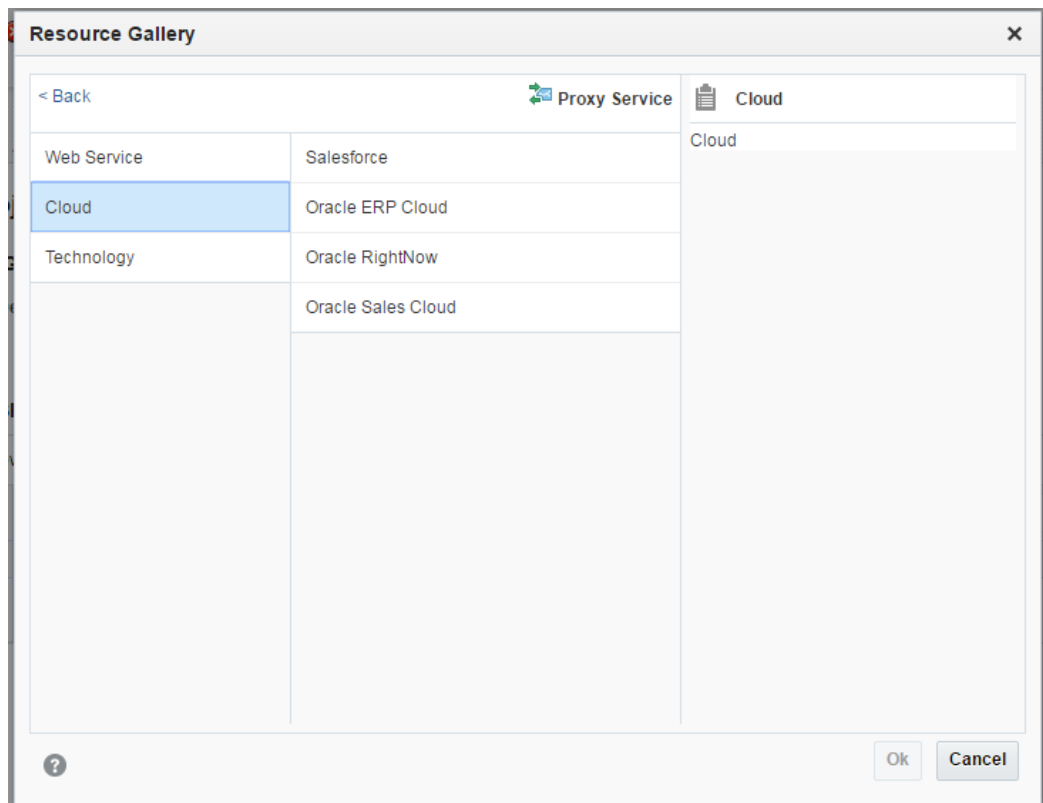 Resource Gallery
< Back
Proxy Service
Cloud
Cloud
Web Service
Cloud
Technology
Salesforce
Oracle ERP Cloud
Oracle RightNow
Oracle Sales Cloud
Ok
Cancel